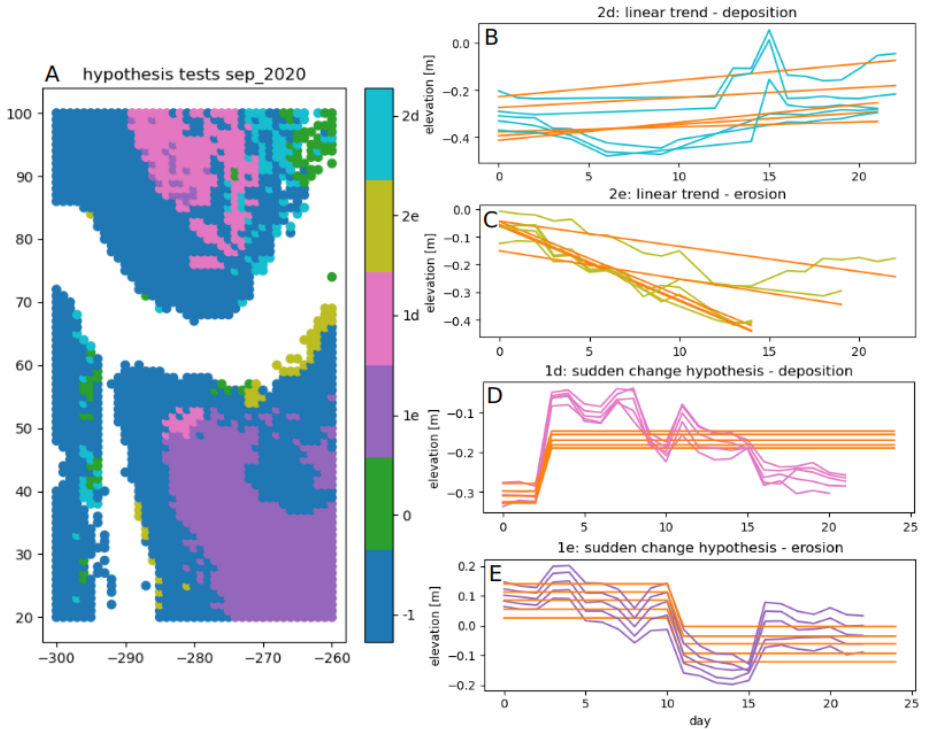 A
hypothesis tests sep_2020
100
90
80
70
60
50
40
30
20
−300
−290
−280
−270
−260
2d
2e
1d
1e
0
-1
2d: linear trend - deposition
B
elevation [m]
0.0
−0.2
−0.4
0
5
10
15
20
2e: linear trend - erosion
C
elevation [m]
0.0
−0.1
−0.2
−0.3
−0.4
0
5
10
15
20
1d: sudden change hypothesis - deposition
D
elevation [m]
−0.1
−0.2
−0.3
0
5
10
15
20
25
1e: sudden change hypothesis - erosion
E
elevation [m]
0.2
0.1
0.0
−0.1
−0.2
0
5
10
15
20
25
day